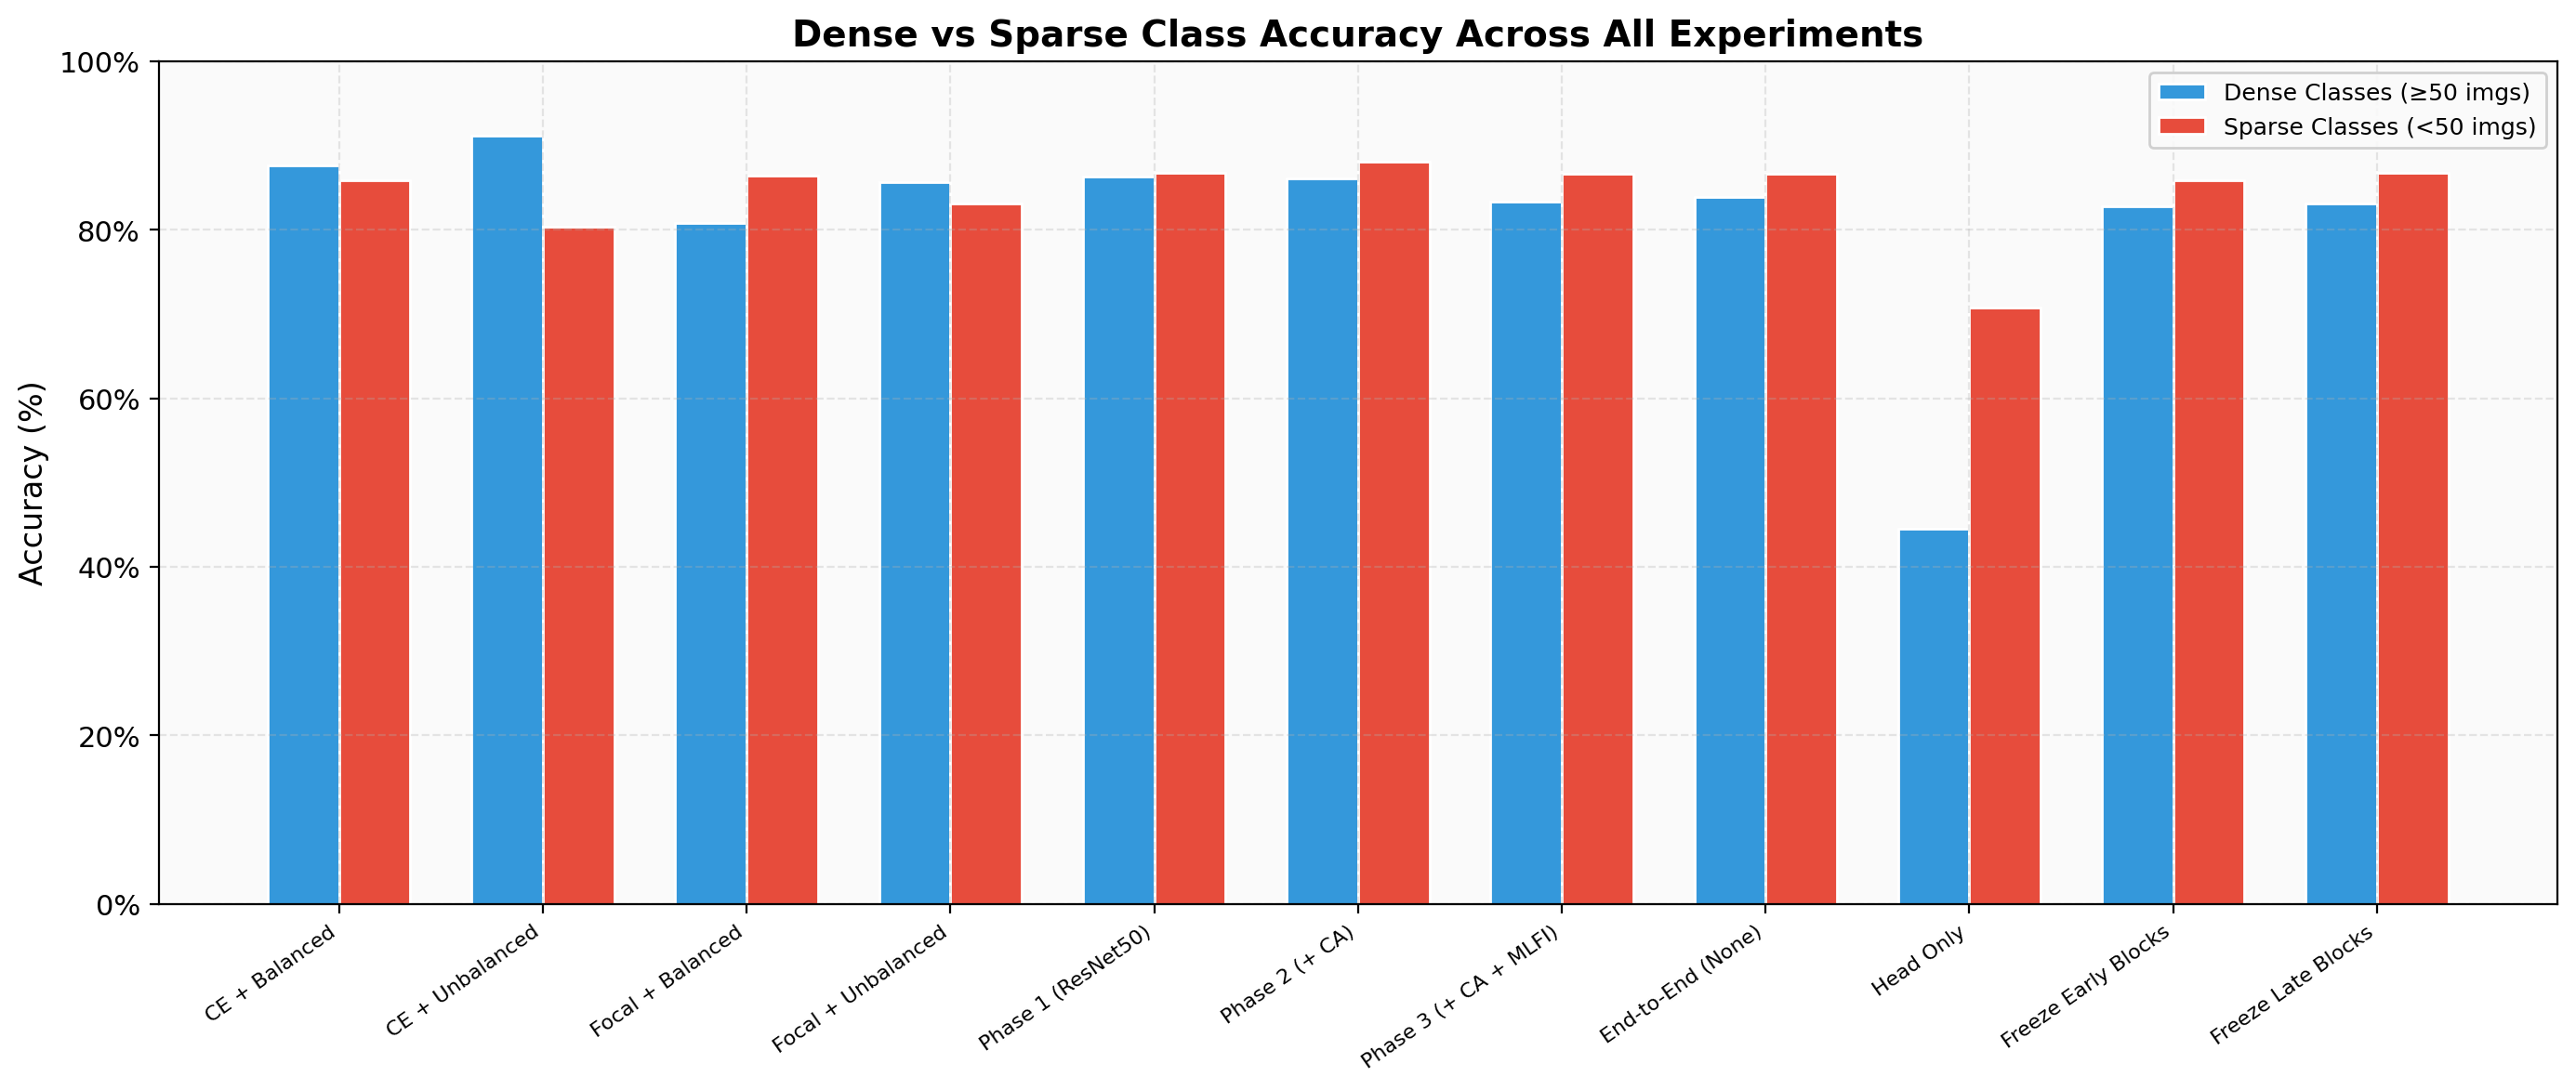 Dense vs Sparse Class Accuracy Across All Experiments
100%
80%
60%
40%
20%
0%
Accuracy (%)
Dense Classes (≥50 imgs)
Sparse Classes (<50 imgs)
CE + Balanced
CE + Unbalanced
Focal + Balanced
Focal + Unbalanced
Phase 1 (ResNet50)
Phase 2 (+ CA)
Phase 3 (+ CA + MLFI)
End-to-End (None)
Head Only
Freeze Early Blocks
Freeze Late Blocks